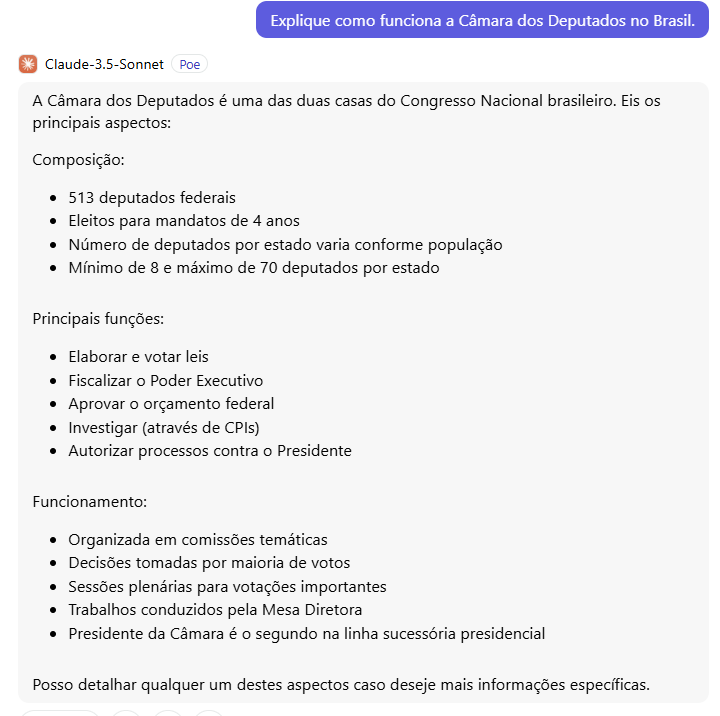 Explique como funciona a Câmara dos Deputados no Brasil.
Claude-3.5-Sonnet Poe
A Câmara dos Deputados é uma das duas casas do Congresso Nacional brasileiro. Eis os
principais aspectos:
Composição:
• 513 deputados federais
• Eleitos para mandatos de 4 anos
• Número de deputados por estado varia conforme população
• Mínimo de 8 e máximo de 70 deputados por estado
Principais funções:
• Elaborar e votar leis
• Fiscalizar o Poder Executivo
• Aprovar o orçamento federal
• Investigar (através de CPIs)
• Autorizar processos contra o Presidente
Funcionamento:
• Organizada em comissões temáticas
• Decisões tomadas por maioria de votos
• Sessões plenárias para votações importantes
• Trabalhos conduzidos pela Mesa Diretora
• Presidente da Câmara é o segundo na linha sucessória presidencial
Posso detalhar qualquer um destes aspectos caso deseje mais informações específicas.